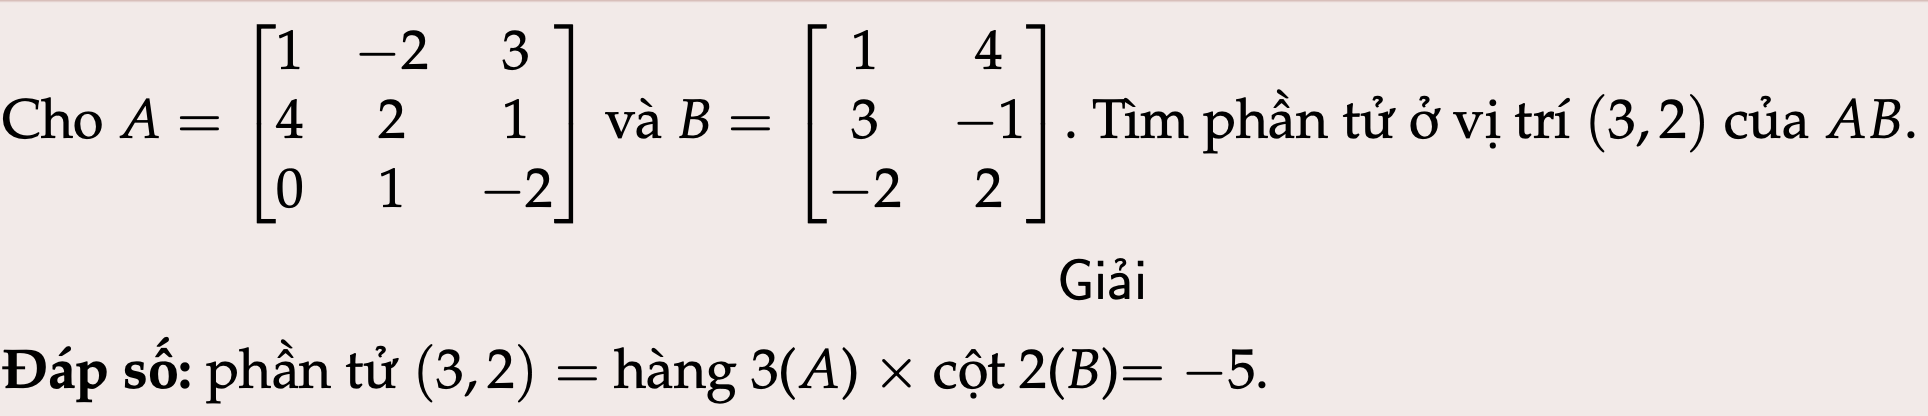 Cho A = [1 −2 3; 4 2 1; 0 1 −2] và B = [1 4; 3 −1; −2 2]. Tìm phần tử ở vị trí (3, 2) của AB.
Giải
Đáp số: phần tử (3, 2) = hàng 3(A) × cột 2(B)= −5.